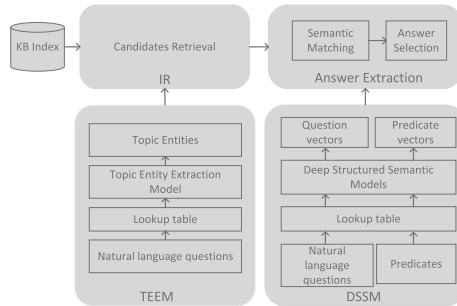 KB Index
Candidates Retrieval
IR
Semantic
Matching
Answer
Selection
Answer Extraction
Topic Entities
Topic Entity Extraction
Model
Lookup table
Natural language questions
TEEM
Question
vectors
Predicate
vectors
Deep Structured Semantic
Models
Lookup table
Natural
language
questions
Predicates
DSSM